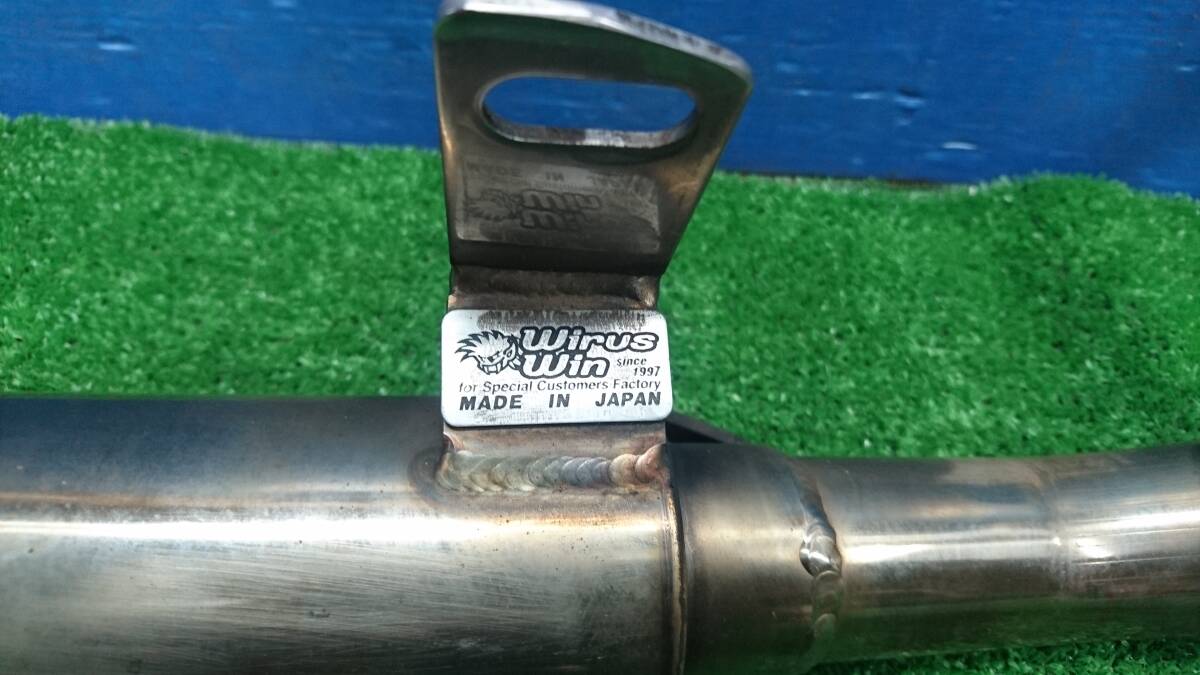 Wirus
Win since
1997
for Special Customers Factory
MADE IN JAPAN